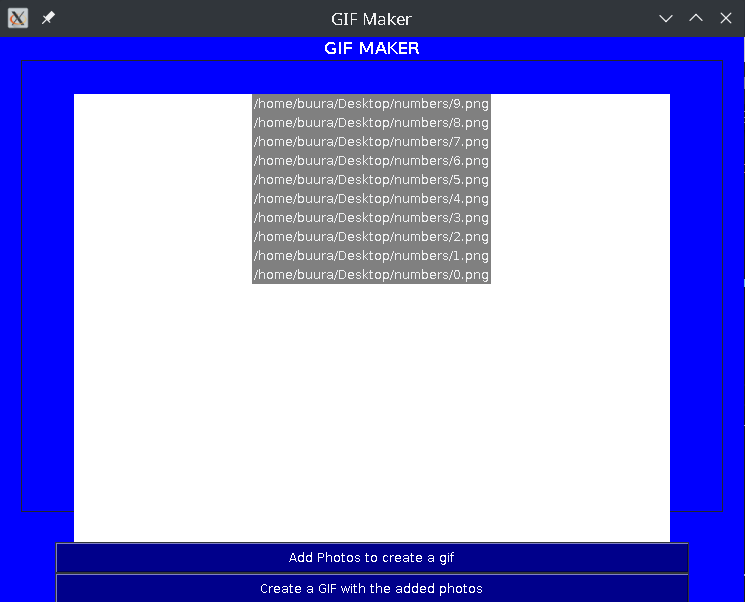 GIF Maker
GIF MAKER
/home/buura/Desktop/numbers/9.png
/home/buura/Desktop/numbers/8.png
/home/buura/Desktop/numbers/7.png
/home/buura/Desktop/numbers/6.png
/home/buura/Desktop/numbers/5.png
/home/buura/Desktop/numbers/4.png
/home/buura/Desktop/numbers/3.png
/home/buura/Desktop/numbers/2.png
/home/buura/Desktop/numbers/1.png
/home/buura/Desktop/numbers/0.png
Add Photos to create a gif
Create a GIF with the added photos